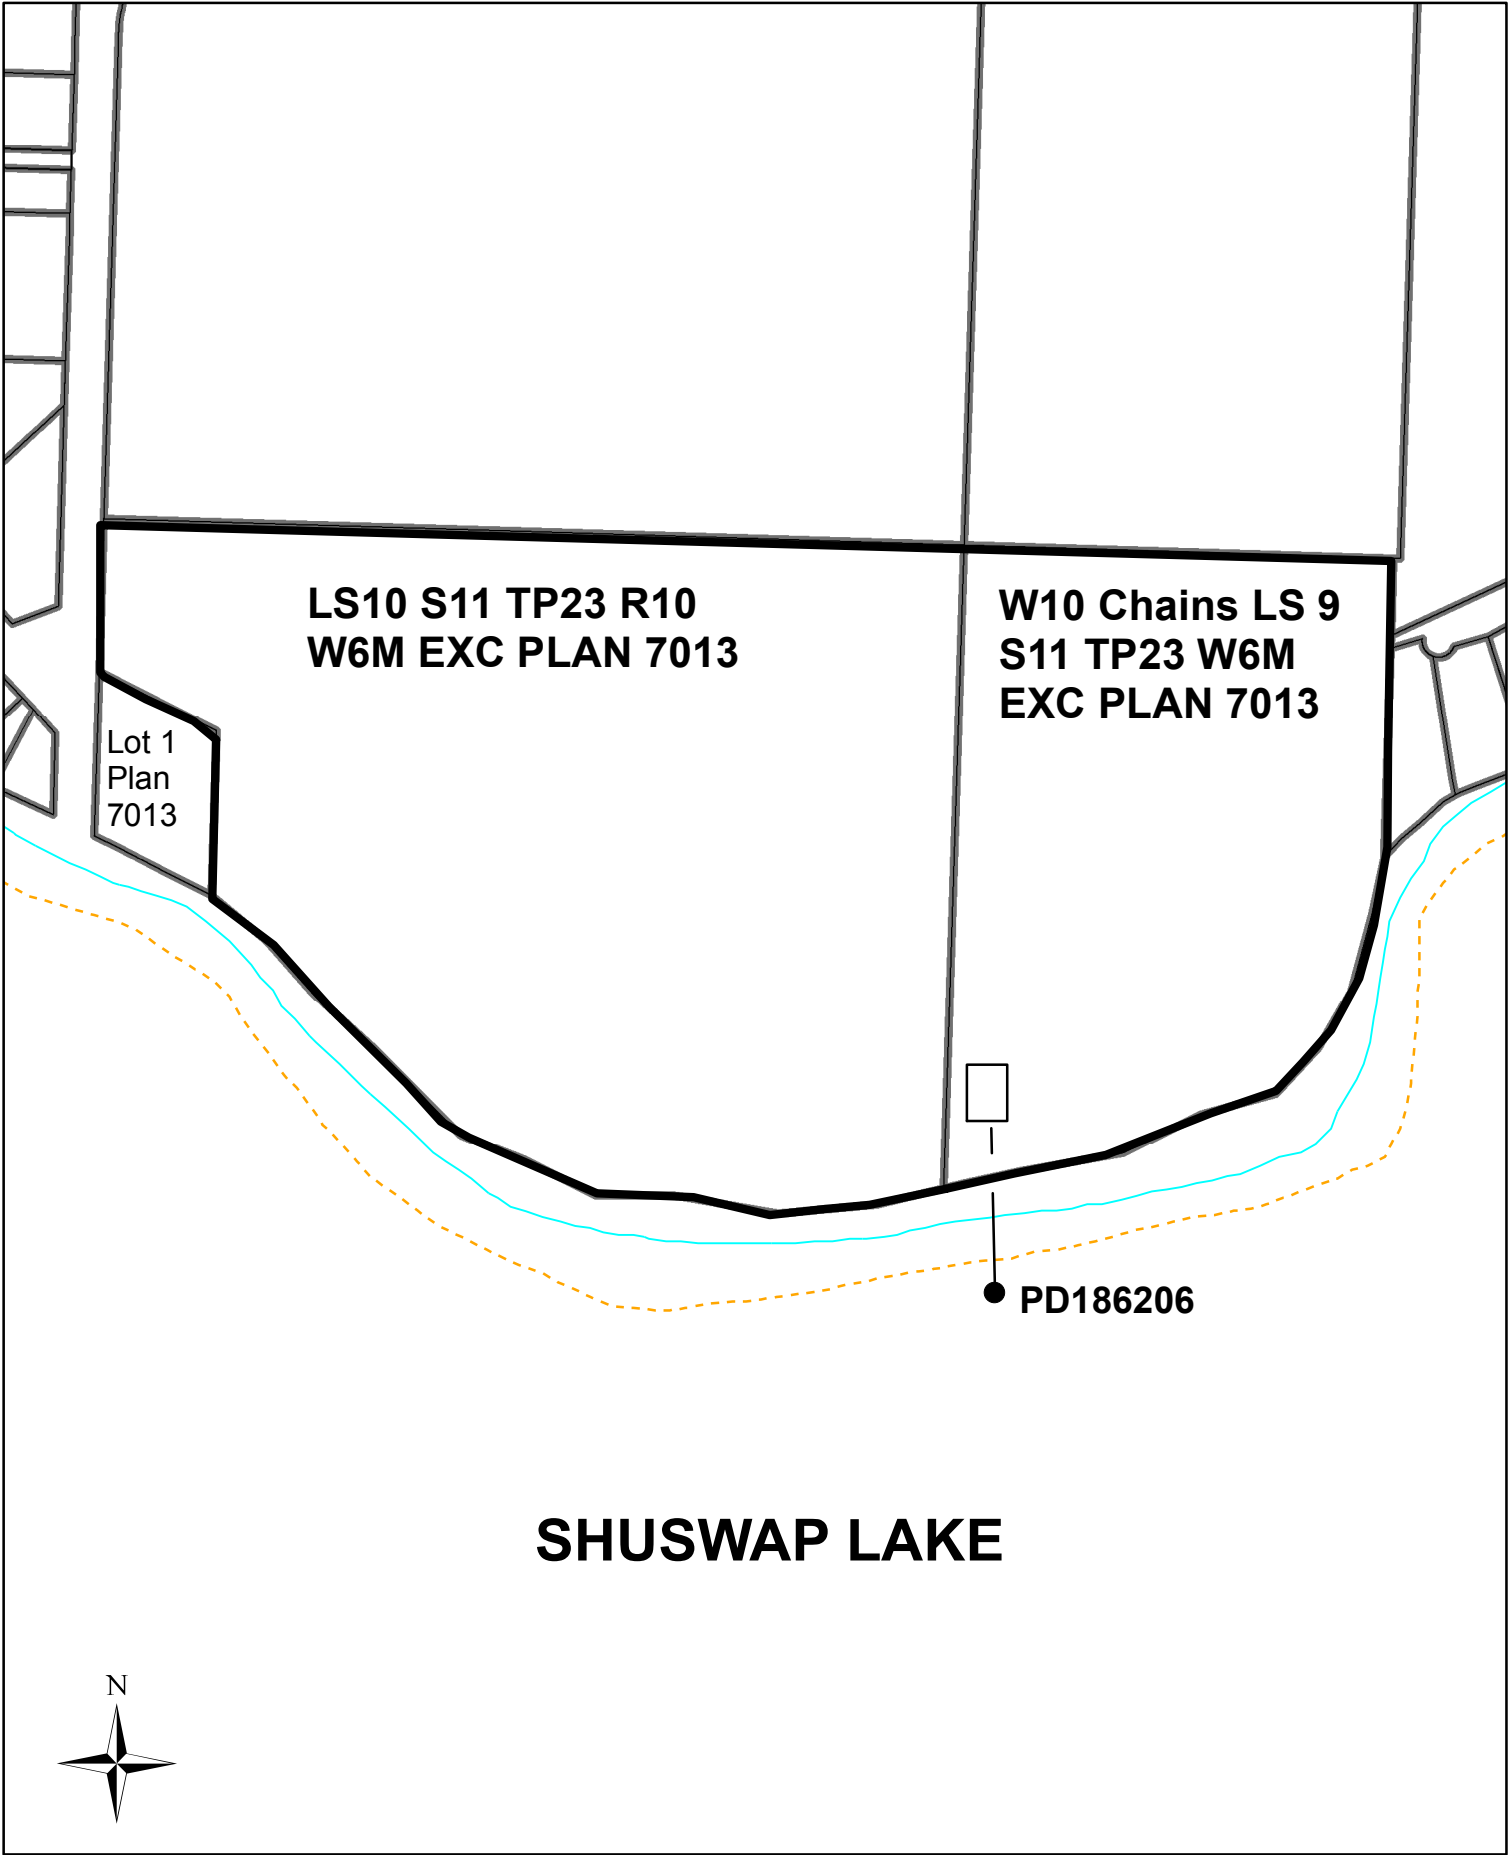 LS10 S11 TP23 R10
W6M EXC PLAN 7013
W10 Chains LS 9
S11 TP23 W6M
EXC PLAN 7013
Lot 1
Plan
7013
PD186206
SHUSWAP LAKE
N